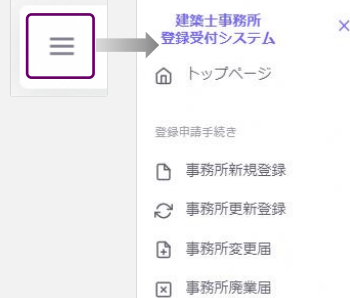 建築士事務所
登録受付システム
トップページ
登録申請手続き
事務所新規登録
事務所更新登録
事務所変更届
事務所廃業届